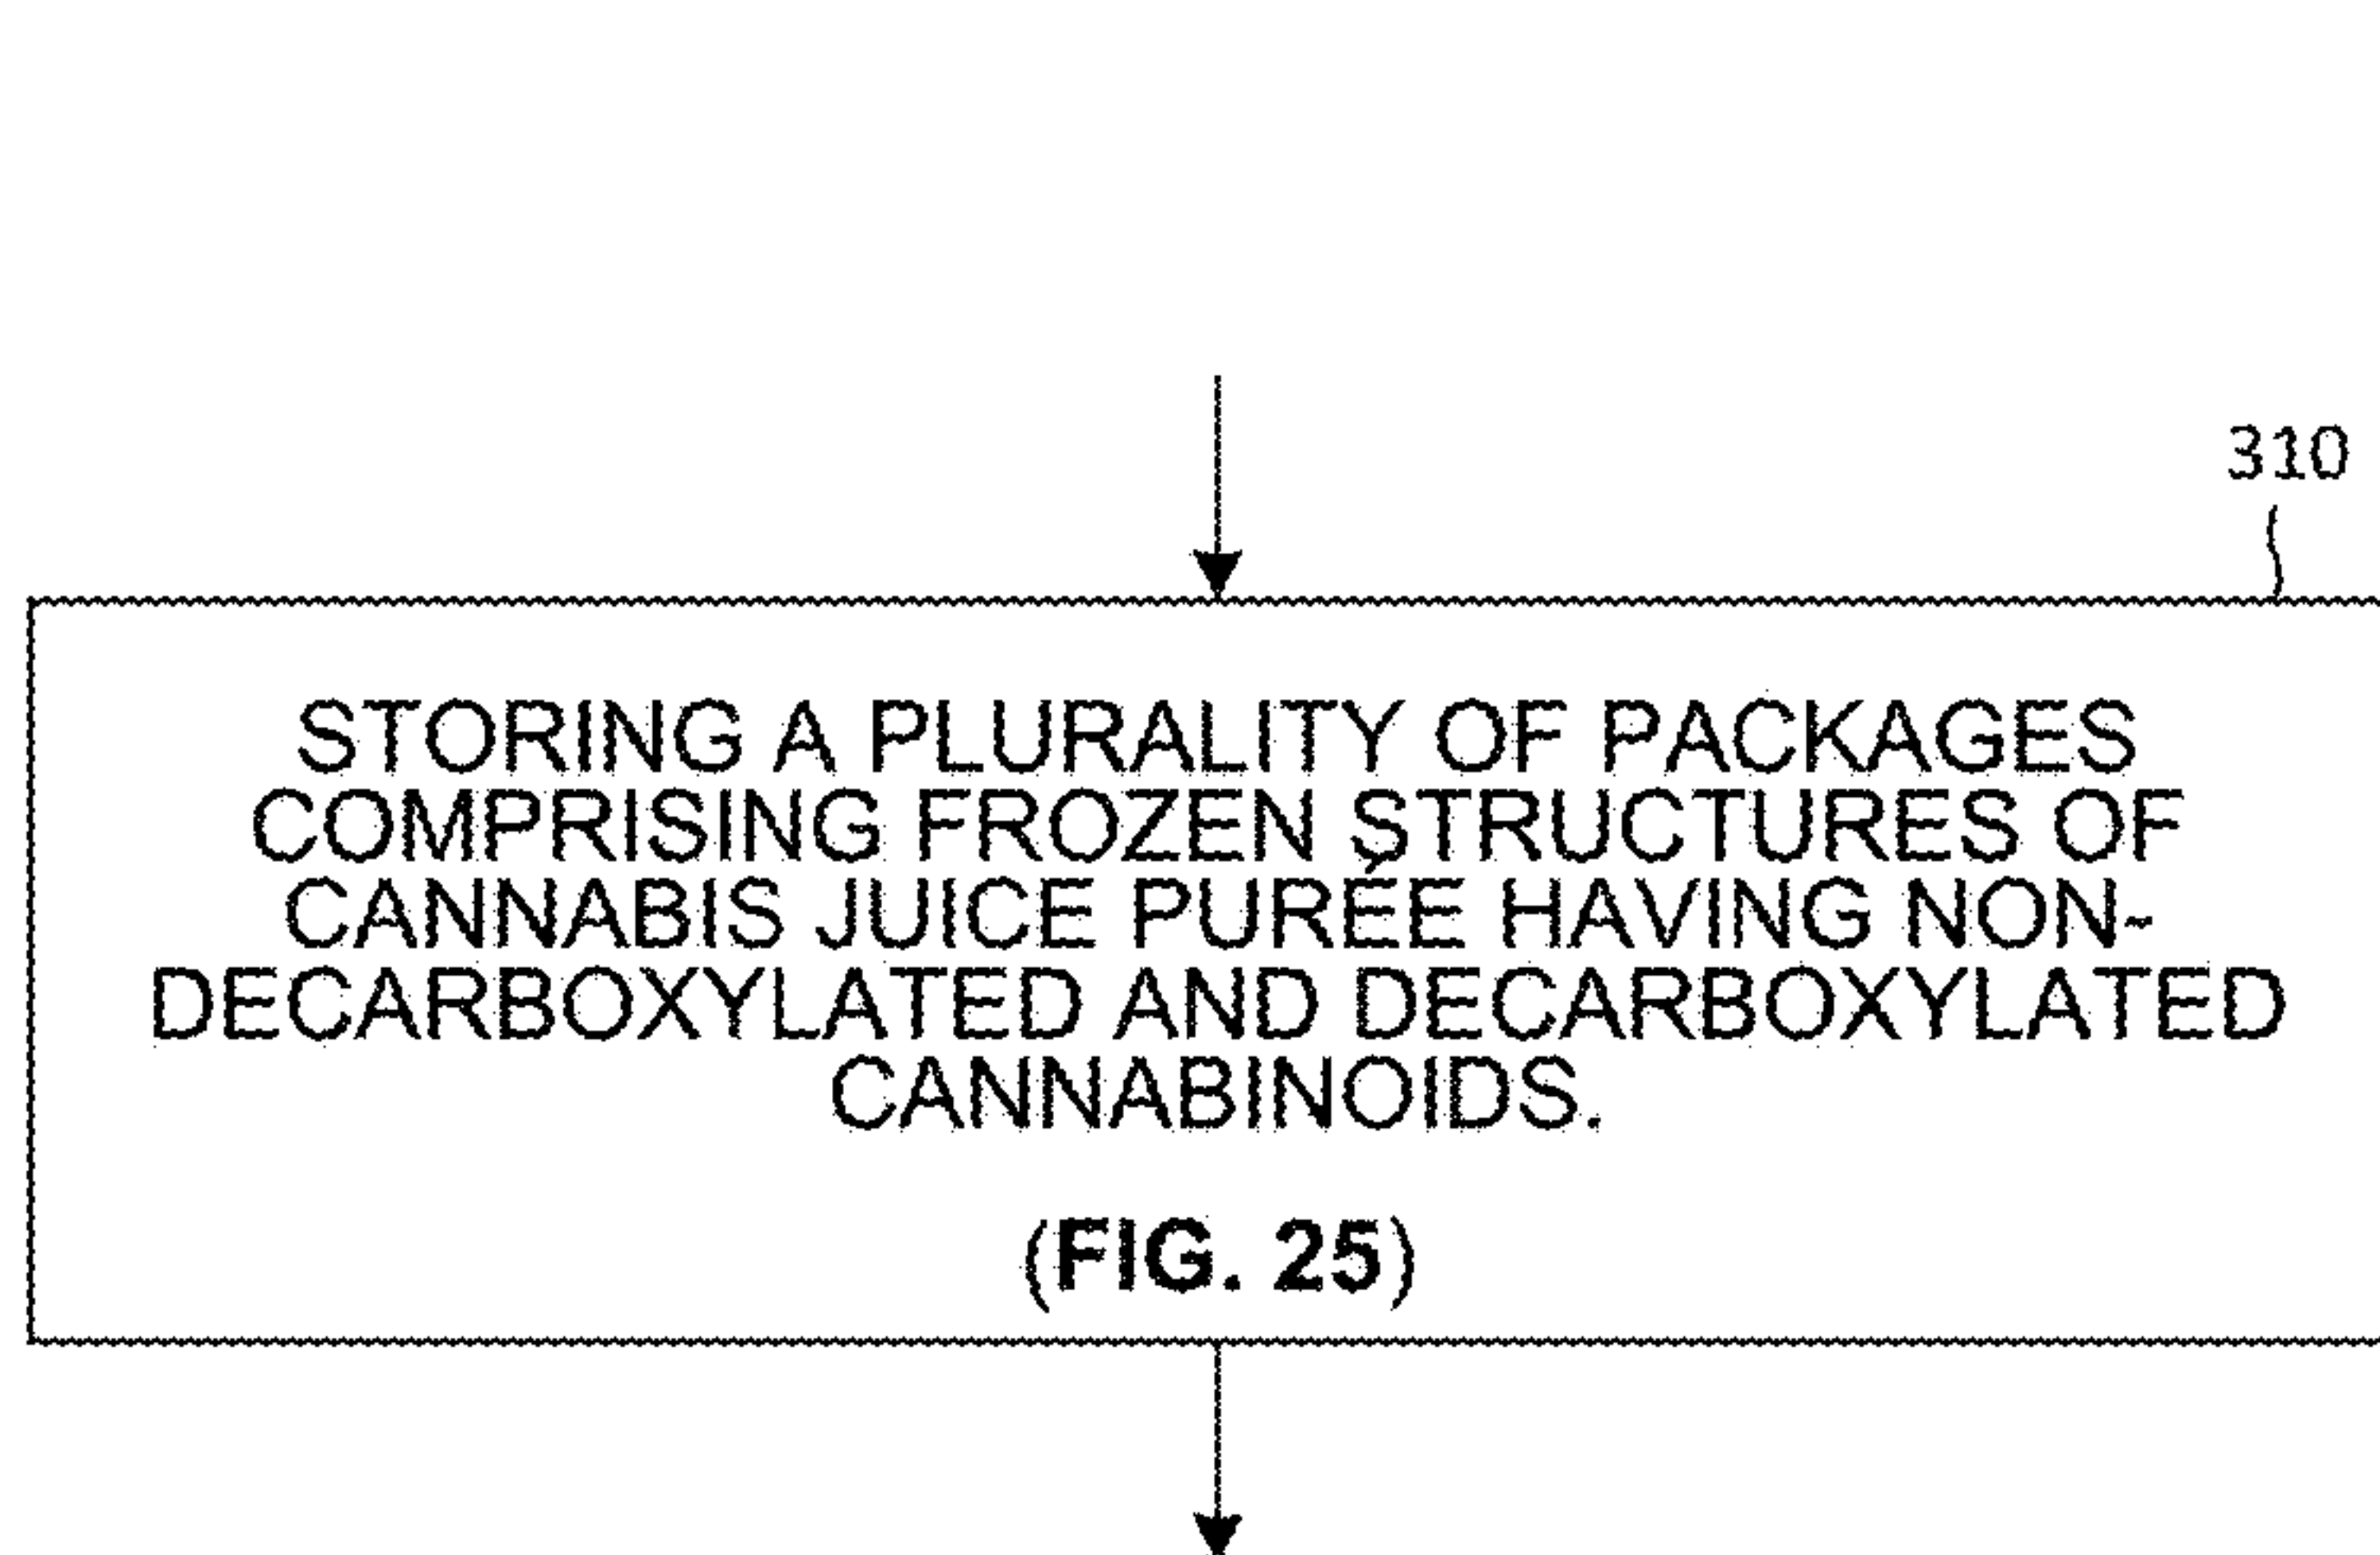 310
STORING A PLURALITY OF PACKAGES
COMPRISING FROZEN STRUCTURES OF
CANNABIS JUICE PURÉE HAVING NON-
DECARBOXYLATED AND DECARBOXYLATED
CANNABINOIDS.
(FIG. 25)